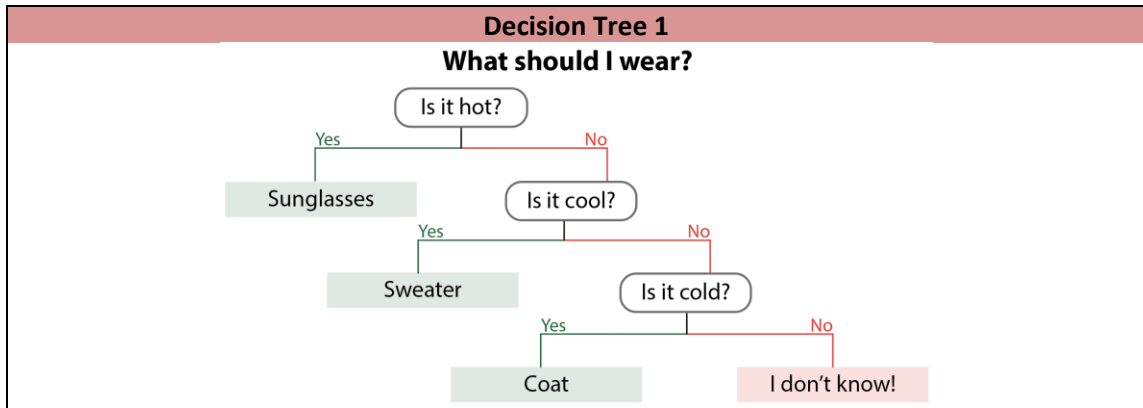 Decision Tree 1
What should I wear?
Is it hot?
Yes
No
Sunglasses
Is it cool?
Yes
No
Sweater
Is it cold?
Yes
No
Coat
I don't know!